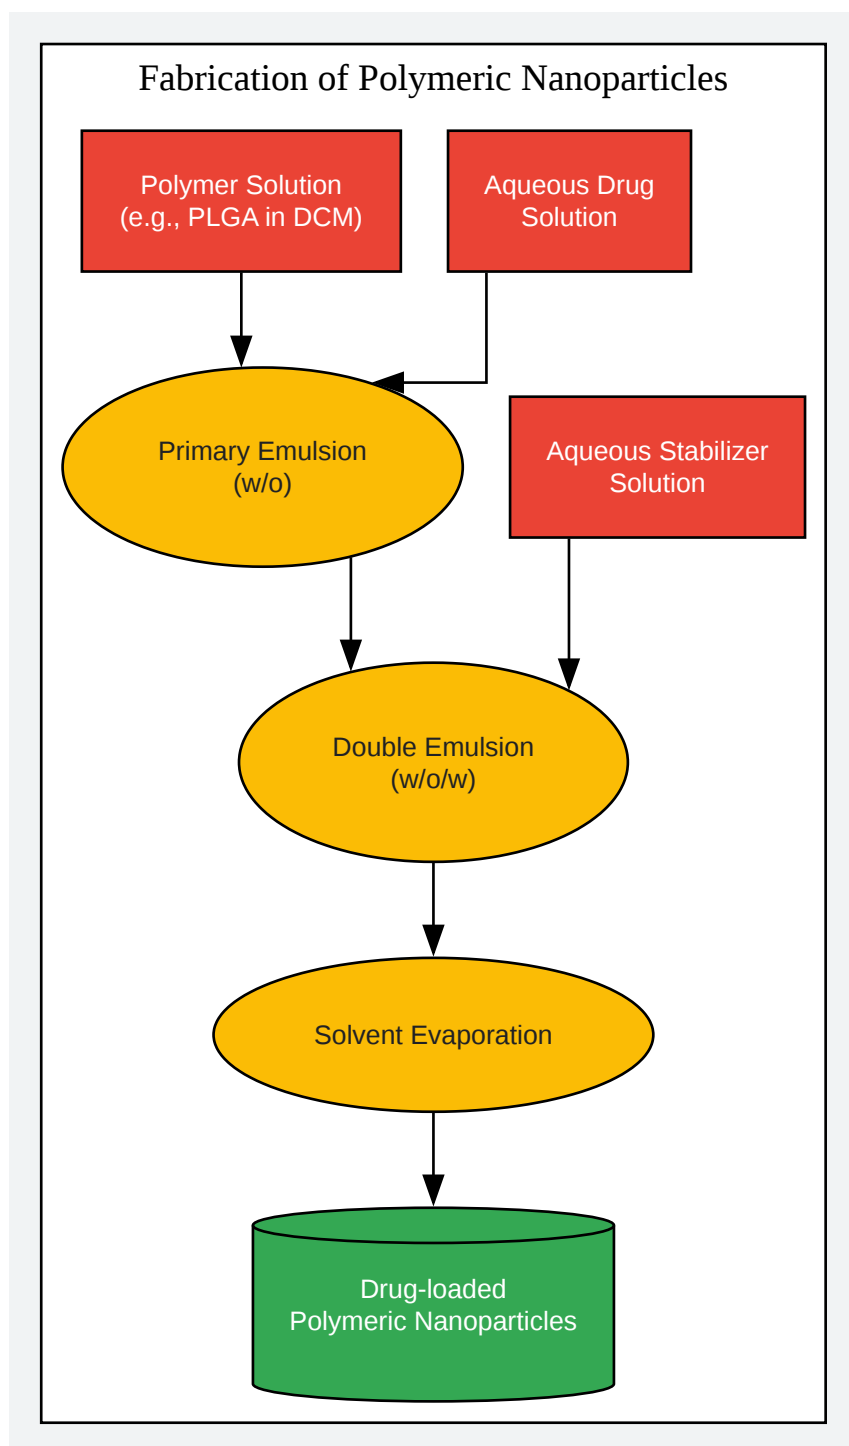 Fabrication of Polymeric Nanoparticles
Polymer Solution
(e.g., PLGA in DCM)
Aqueous Drug
Solution
Primary Emulsion
(w/o)
Aqueous Stabilizer
Solution
Double Emulsion
(w/o/w)
Solvent Evaporation
Drug-loaded
Polymeric Nanoparticles